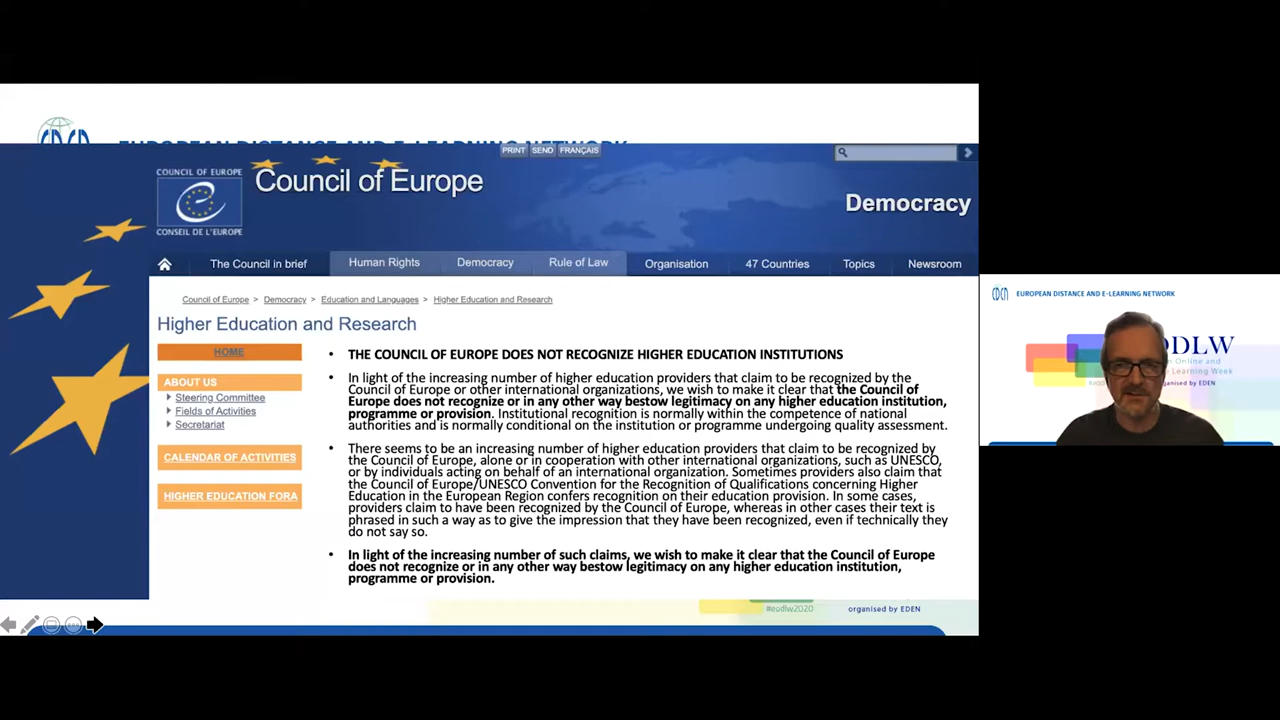 EUROPEAN DISTANCE AND E-LEARNING NETWORK
PRINT SEND FRANÇAIS
COUNCIL OF EUROPE
CONSEIL DE L'EUROPE
Council of Europe
Democracy
The Council in brief
Human Rights
Democracy
Rule of Law
Organisation
47 Countries
Topics
Newsroom
Council of Europe > Democracy > Education and Languages > Higher Education and Research
Higher Education and Research
HOME
ABOUT US
Steering Committee
Fields of Activities
Secretariat
CALENDAR OF ACTIVITIES
HIGHER EDUCATION FORA
• THE COUNCIL OF EUROPE DOES NOT RECOGNIZE HIGHER EDUCATION INSTITUTIONS
• In light of the increasing number of higher education providers that claim to be recognized by the
Council of Europe or other international organizations, we wish to make it clear that the Council of
Europe does not recognize or in any other way bestow legitimacy on any higher education institution,
programme or provision. Institutional recognition is normally within the competence of national
authorities and is normally conditional on the institution or programme undergoing quality assessment.
• There seems to be an increasing number of higher education providers that claim to be recognized by
the Council of Europe, alone or in cooperation with other international organizations, such as UNESCO,
or by individuals acting on behalf of an international organization. Sometimes providers also claim that
the Council of Europe/UNESCO Convention for the Recognition of Qualifications concerning Higher
Education in the European Region confers recognition on their education provision. In some cases,
providers claim to have been recognized by the Council of Europe, whereas in other cases their text is
phrased in such a way as to give the impression that they have been recognized, even if technically they
do not say so.
• In light of the increasing number of such claims, we wish to make it clear that the Council of Europe
does not recognize or in any other way bestow legitimacy on any higher education institution,
programme or provision.
#eodlw2020
organised by EDEN
EUROPEAN DISTANCE AND E-LEARNING NETWORK
ODLW
Online and
Learning Week
organised by EDEN